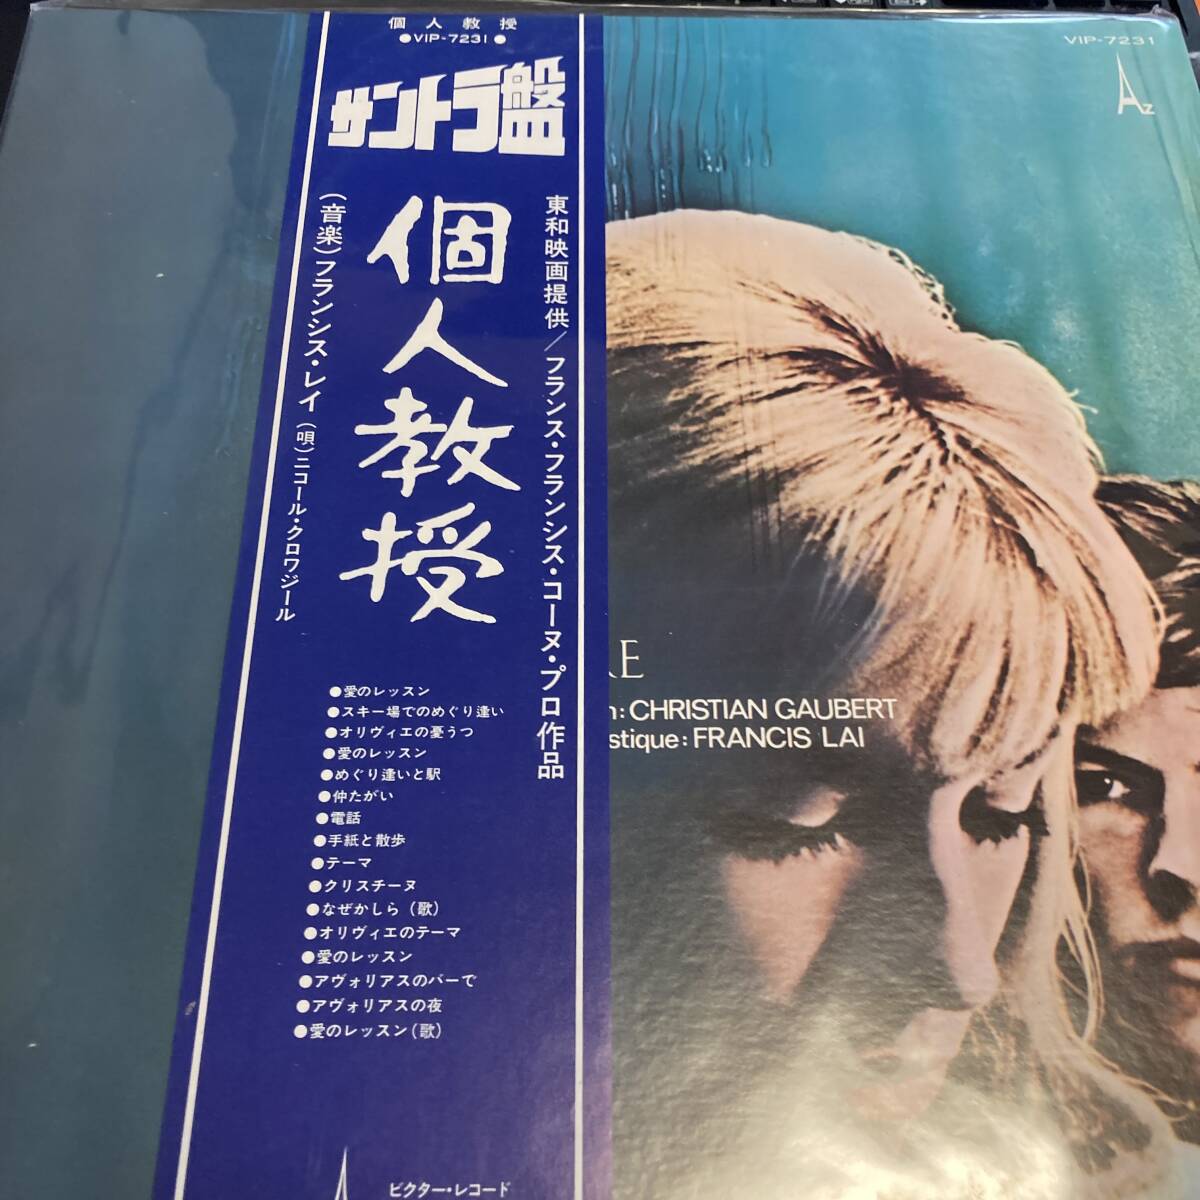 個人教授
●VIP-7231●
サントラ盤
東和映画提供/フランス・フランシス・コーヌ・プロ作品
個人教授
(音楽)フランシス・レイ (唄)ニコール・クロワジール
●愛のレッスン
●スキー場でのめぐり逢い
●オリヴィエの憂うつ
●愛のレッスン
●めぐり逢いと駅
●仲たがい
●電話
●手紙と散歩
●テーマ
●クリスチーヌ
●なぜかしら(歌)
●オリヴィエのテーマ
●愛のレッスン
●アヴォリアスのバーで
●アヴォリアスの夜
●愛のレッスン(歌)
ビクター・レコード
VIP-7231
AZ
RE
n: CHRISTIAN GAUBERT
stique: FRANCIS LAI